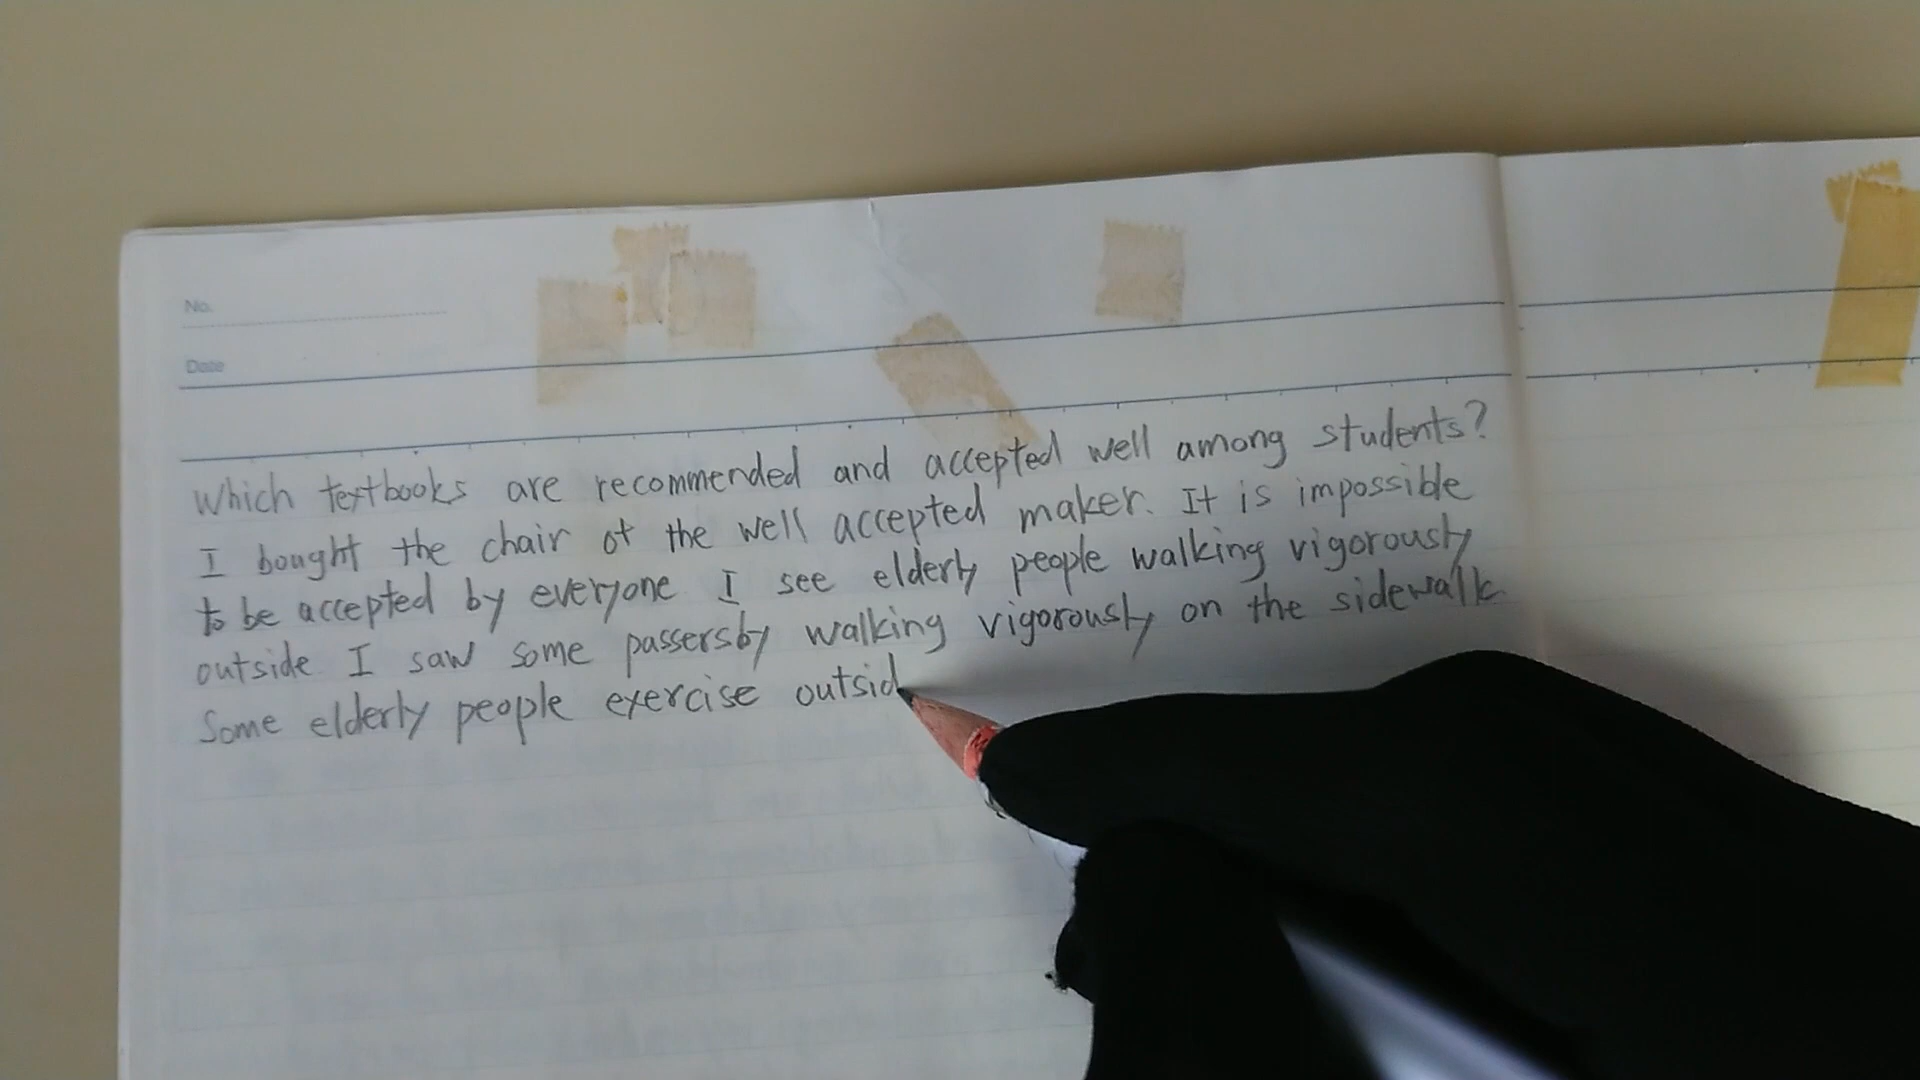 No.
Date
Which textbooks are recommended and accepted well among students?
I bought the chair of the well accepted maker. It is impossible
to be accepted by everyone I see elderly people walking vigorously
outside I saw some passersby walking vigorously on the sidewalk
Some elderly people exercise outsid